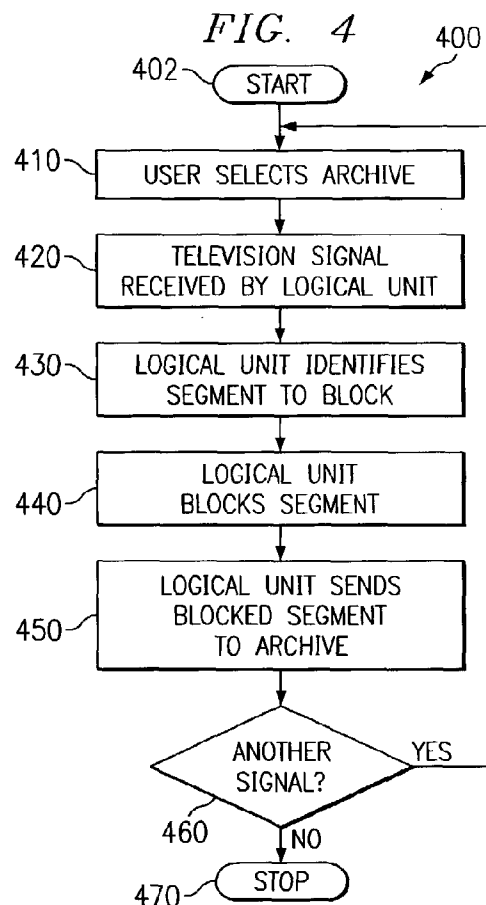 FIG. 4
400
402
START
410
USER SELECTS ARCHIVE
420
TELEVISION SIGNAL
RECEIVED BY LOGICAL UNIT
430
LOGICAL UNIT IDENTIFIES
SEGMENT TO BLOCK
440
LOGICAL UNIT
BLOCKS SEGMENT
450
LOGICAL UNIT SENDS
BLOCKED SEGMENT
TO ARCHIVE
ANOTHER
SIGNAL?
YES
460
NO
470
STOP